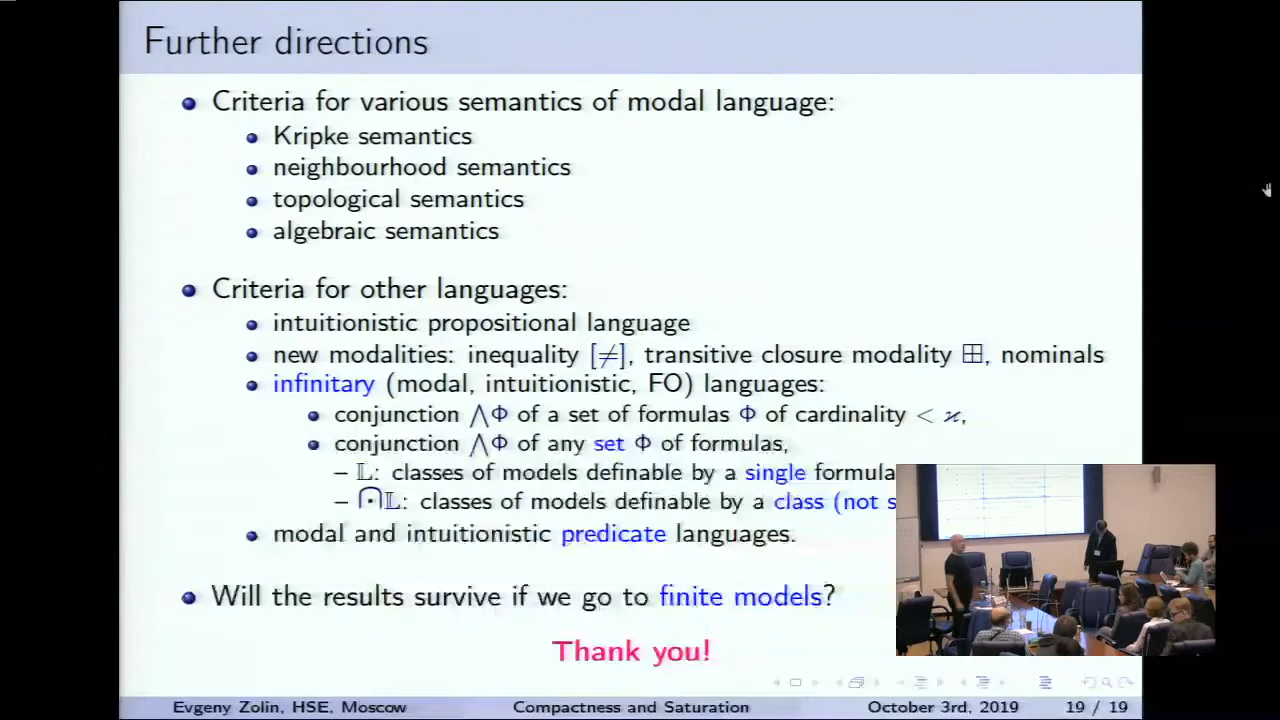 Further directions
Criteria for various semantics of modal language:
Kripke semantics
neighbourhood semantics
topological semantics
algebraic semantics
Criteria for other languages:
intuitionistic propositional language
new modalities: inequality [≠], transitive closure modality ⊞, nominals
infinitary (modal, intuitionistic, FO) languages:
conjunction ⋀Φ of a set of formulas Φ of cardinality < ϰ,
conjunction ⋀Φ of any set Φ of formulas,
– 𝕃: classes of models definable by a single formula
– ⨀𝕃: classes of models definable by a class (not s
modal and intuitionistic predicate languages.
Will the results survive if we go to finite models?
Thank you!
Evgeny Zolin, HSE, Moscow Compactness and Saturation October 3rd, 2019 19 / 19